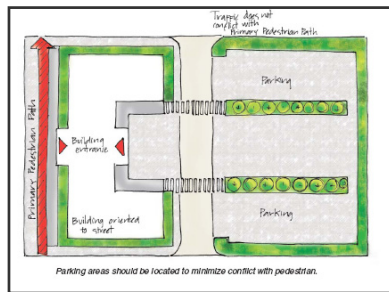 Traffic does not
conflict with
Primary Pedestrian Path
Parking
Primary Pedestrian Path
Building
entrance
Building oriented
to street
Parking
Parking areas should be located to minimize conflict with pedestrian.